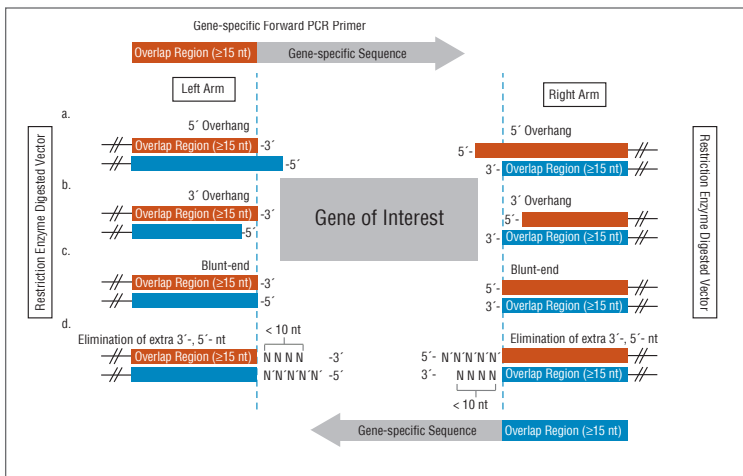 Gene-specific Forward PCR Primer
Overlap Region (≥15 nt) Gene-specific Sequence
Left Arm
Right Arm
Restriction Enzyme Digested Vector
Restriction Enzyme Digested Vector
a.
5´ Overhang
Overlap Region (≥15 nt) -3´
-5´
5´ Overhang
5´-
3´- Overlap Region (≥15 nt)
b.
3´ Overhang
Overlap Region (≥15 nt) -3´
-5´
3´ Overhang
5´-
3´- Overlap Region (≥15 nt)
Gene of Interest
c.
Blunt-end
Overlap Region (≥15 nt) -3´
-5´
Blunt-end
5´-
3´- Overlap Region (≥15 nt)
d.
Elimination of extra 3´-, 5´- nt
< 10 nt
Overlap Region (≥15 nt) N N N N -3´
N´N´N´N´N´ -5´
Elimination of extra 3´-, 5´- nt
5´- N´N´N´N´N´
3´- N N N N Overlap Region (≥15 nt)
< 10 nt
Gene-specific Sequence Overlap Region (≥15 nt)